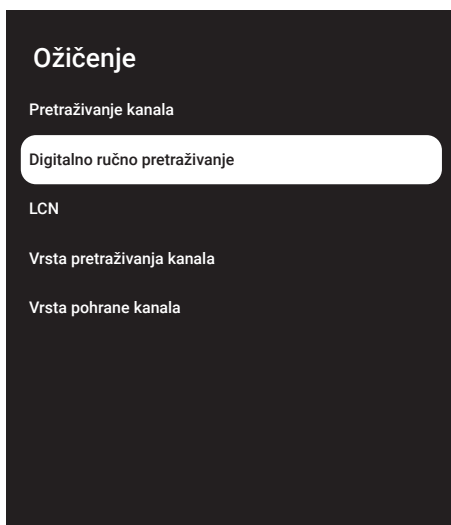 Ožičenje
Pretraživanje kanala
Digitalno ručno pretraživanje
LCN
Vrsta pretraživanja kanala
Vrsta pohrane kanala